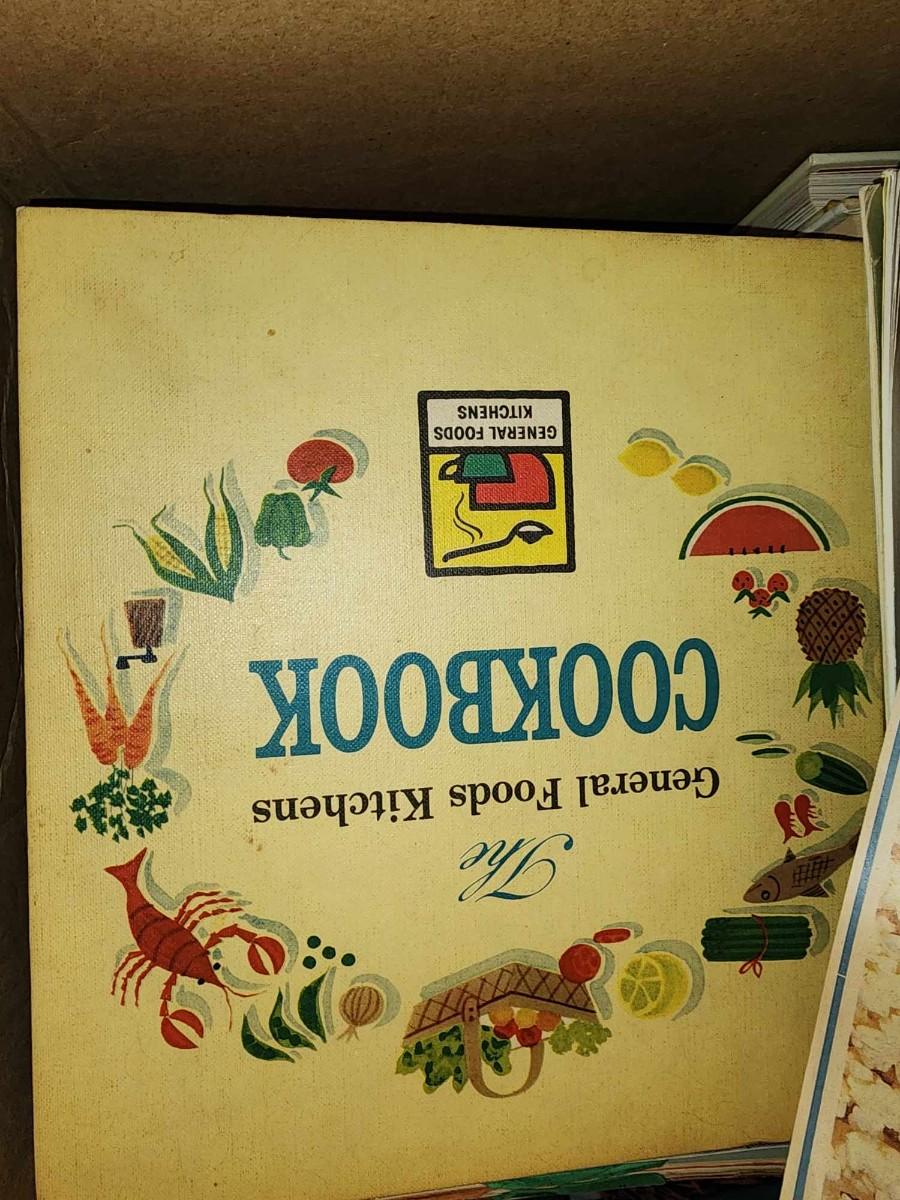 The
General Foods Kitchens
COOKBOOK
GENERAL FOODS
KITCHENS